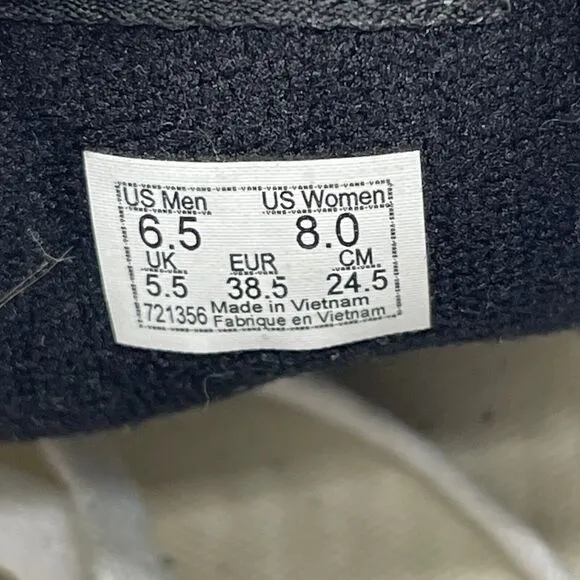 US Men US Women
6.5 8.0
UK EUR CM
5.5 38.5 24.5
721356 Made in Vietnam
Fabrique en Vietnam